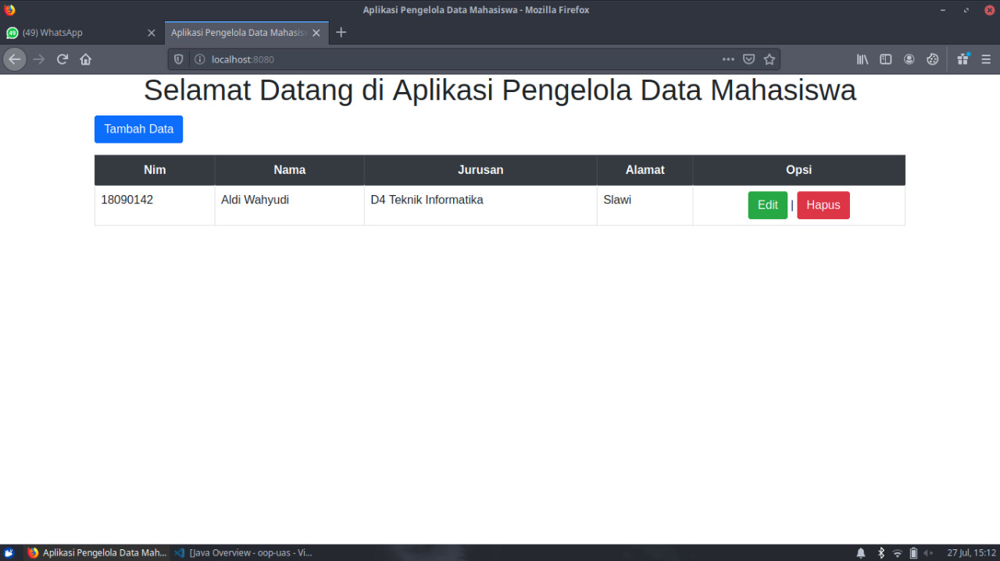 Aplikasi Pengelola Data Mahasiswa - Mozilla Firefox
49 (49) WhatsApp
Aplikasi Pengelola Data Mahasis
localhost:8080
Selamat Datang di Aplikasi Pengelola Data Mahasiswa
Tambah Data
Nim Nama Jurusan Alamat Opsi
18090142 Aldi Wahyudi D4 Teknik Informatika Slawi Edit | Hapus
Aplikasi Pengelola Data Mah... [Java Overview - oop-uas - Vi... 27 Jul, 15:12